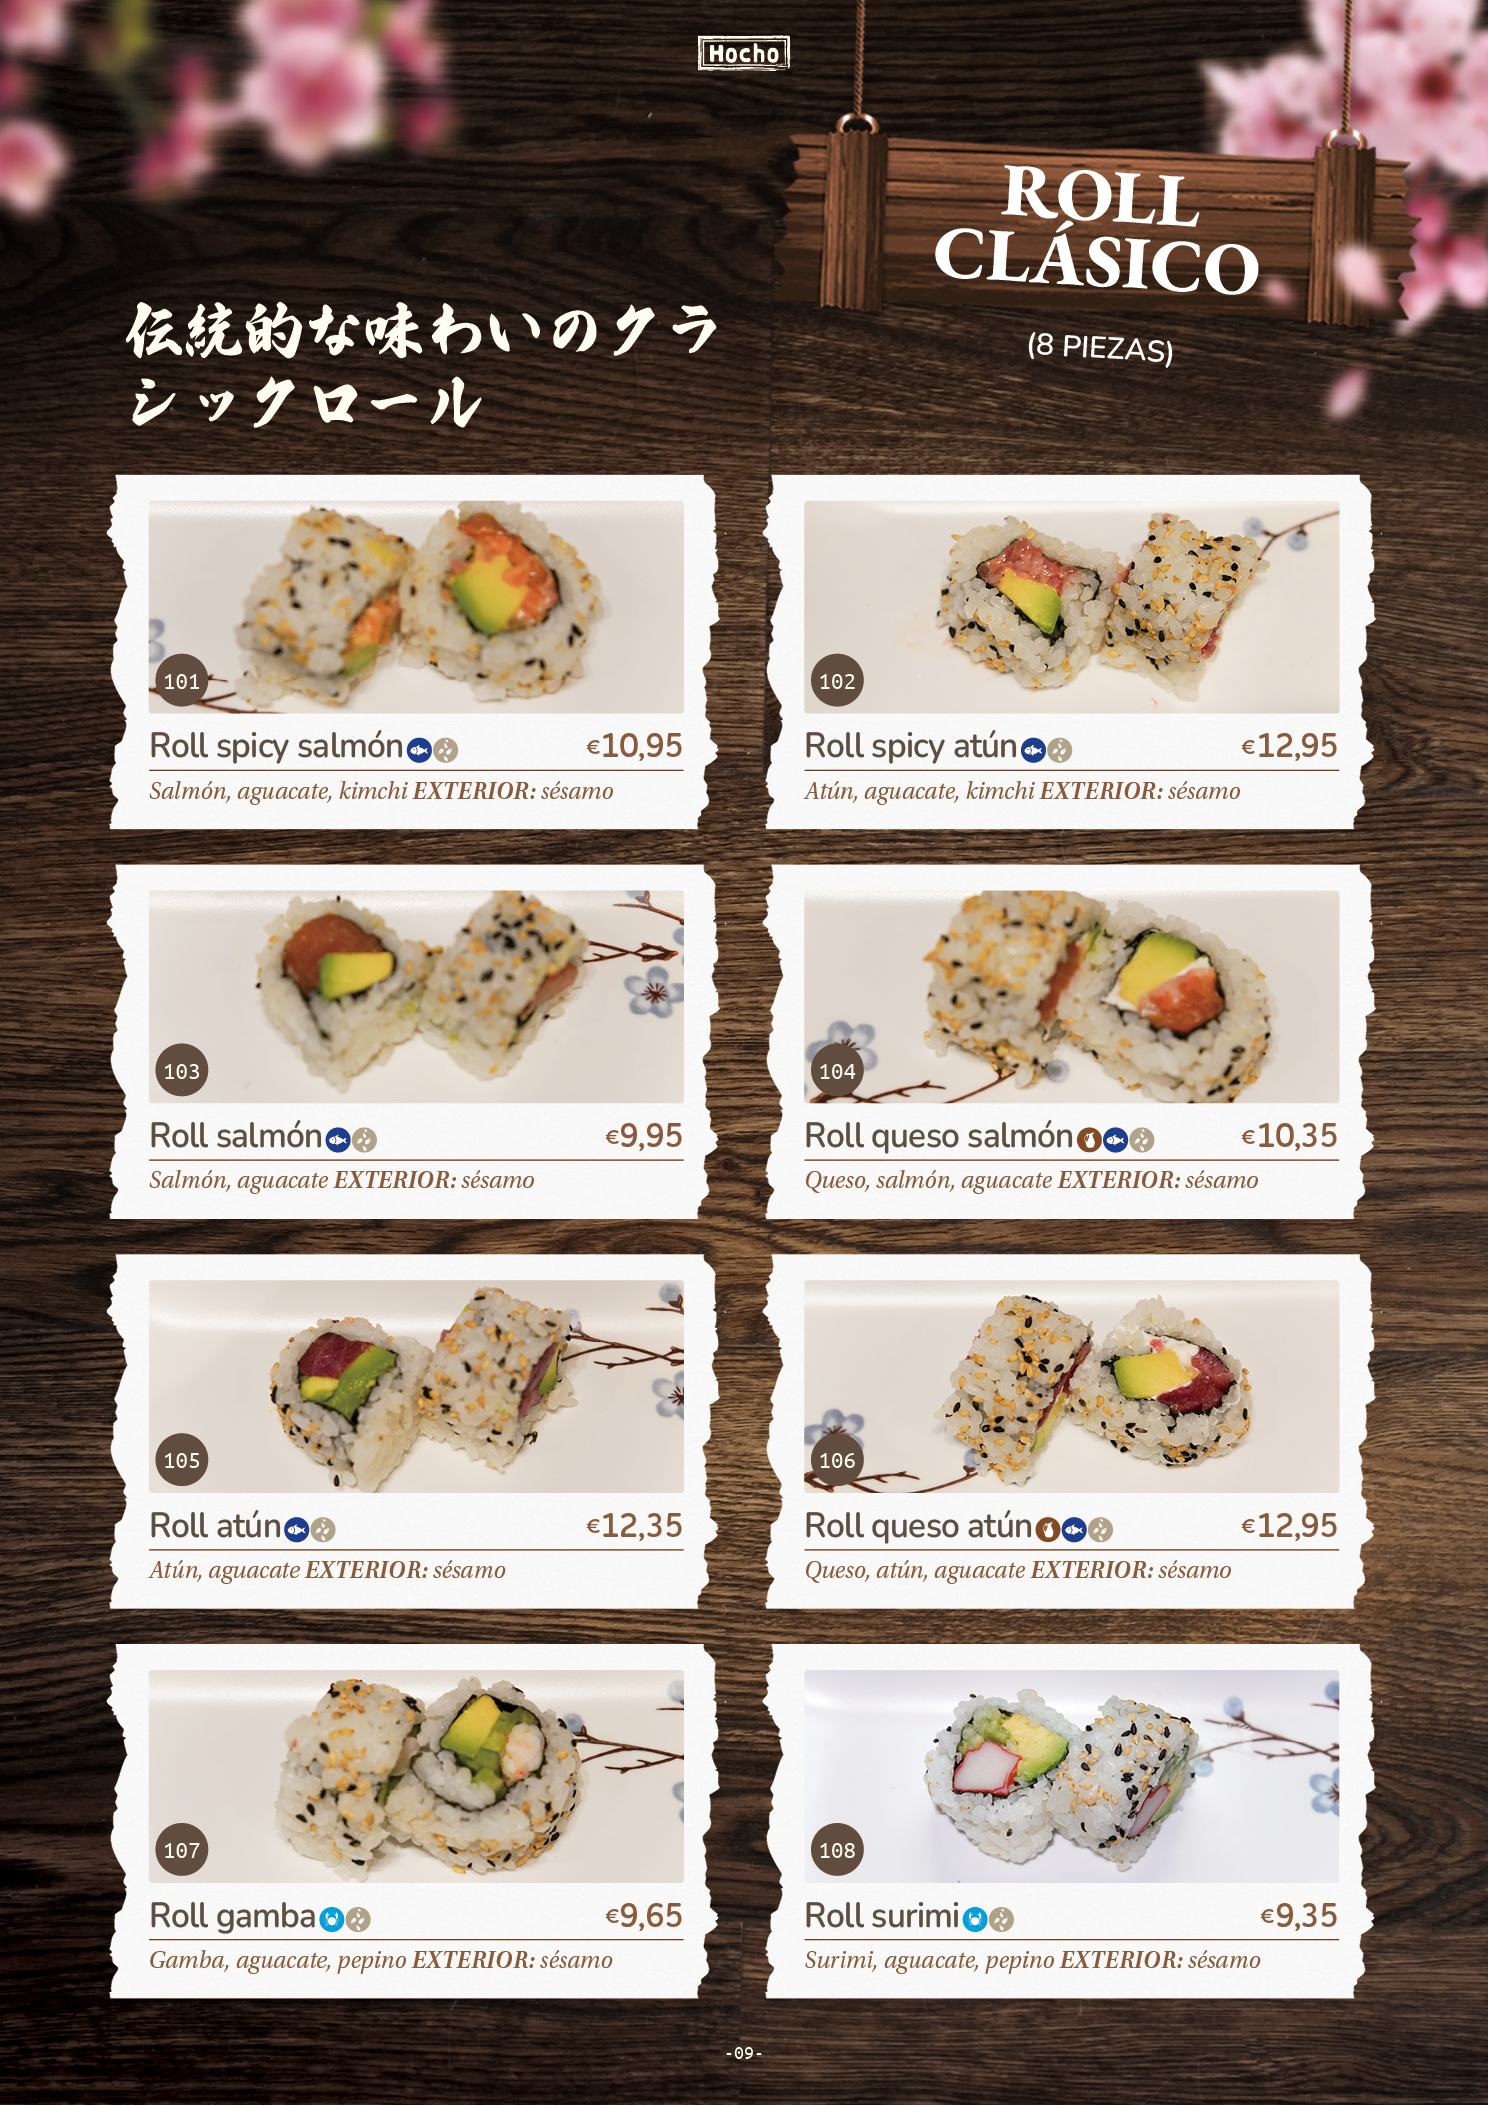 Hocho
ROLL
CLÁSICO
(8 PIEZAS)
伝統的な味わいのクラ
シックロール
101
Roll spicy salmón €10,95
Salmón, aguacate, kimchi EXTERIOR: sésamo
102
Roll spicy atún €12,95
Atún, aguacate, kimchi EXTERIOR: sésamo
103
Roll salmón €9,95
Salmón, aguacate EXTERIOR: sésamo
104
Roll queso salmón €10,35
Queso, salmón, aguacate EXTERIOR: sésamo
105
Roll atún €12,35
Atún, aguacate EXTERIOR: sésamo
106
Roll queso atún €12,95
Queso, atún, aguacate EXTERIOR: sésamo
107
Roll gamba €9,65
Gamba, aguacate, pepino EXTERIOR: sésamo
108
Roll surimi €9,35
Surimi, aguacate, pepino EXTERIOR: sésamo
-09-